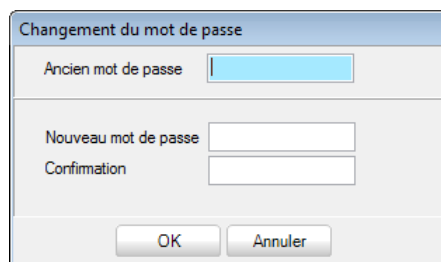 Changement du mot de passe
Ancien mot de passe
Nouveau mot de passe
Confirmation
OK Annuler